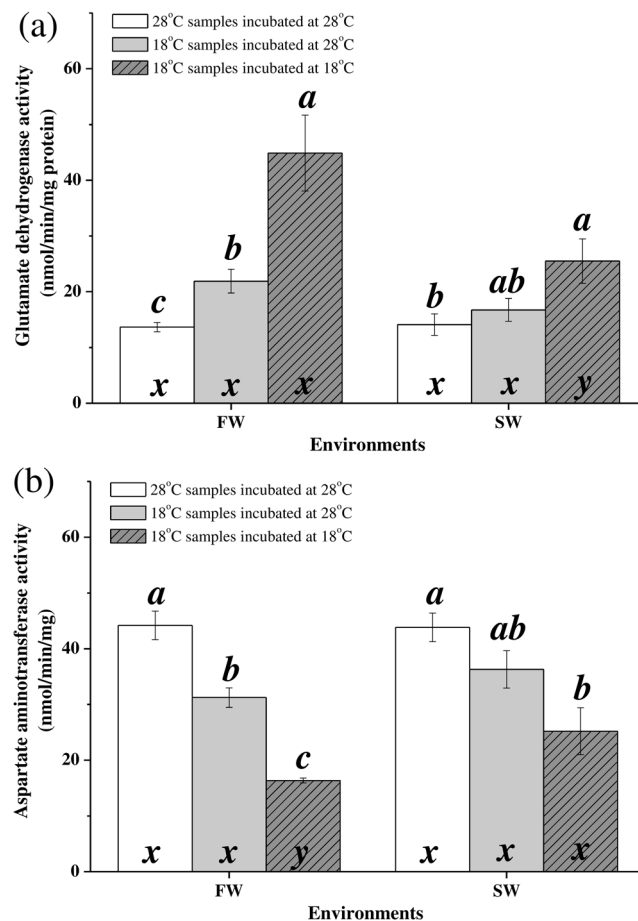 (a)
28°C samples incubated at 28°C
18°C samples incubated at 28°C
18°C samples incubated at 18°C
Glutamate dehydrogenase activity
(nmol/min/mg protein)
60
40
20
0
c b a b ab a
x x x x x y
FW SW
Environments
(b)
28°C samples incubated at 28°C
18°C samples incubated at 28°C
18°C samples incubated at 18°C
Aspartate aminotransferase activity
(nmol/min/mg)
60
40
20
0
a b c a ab b
x x y x x x
FW SW
Environments